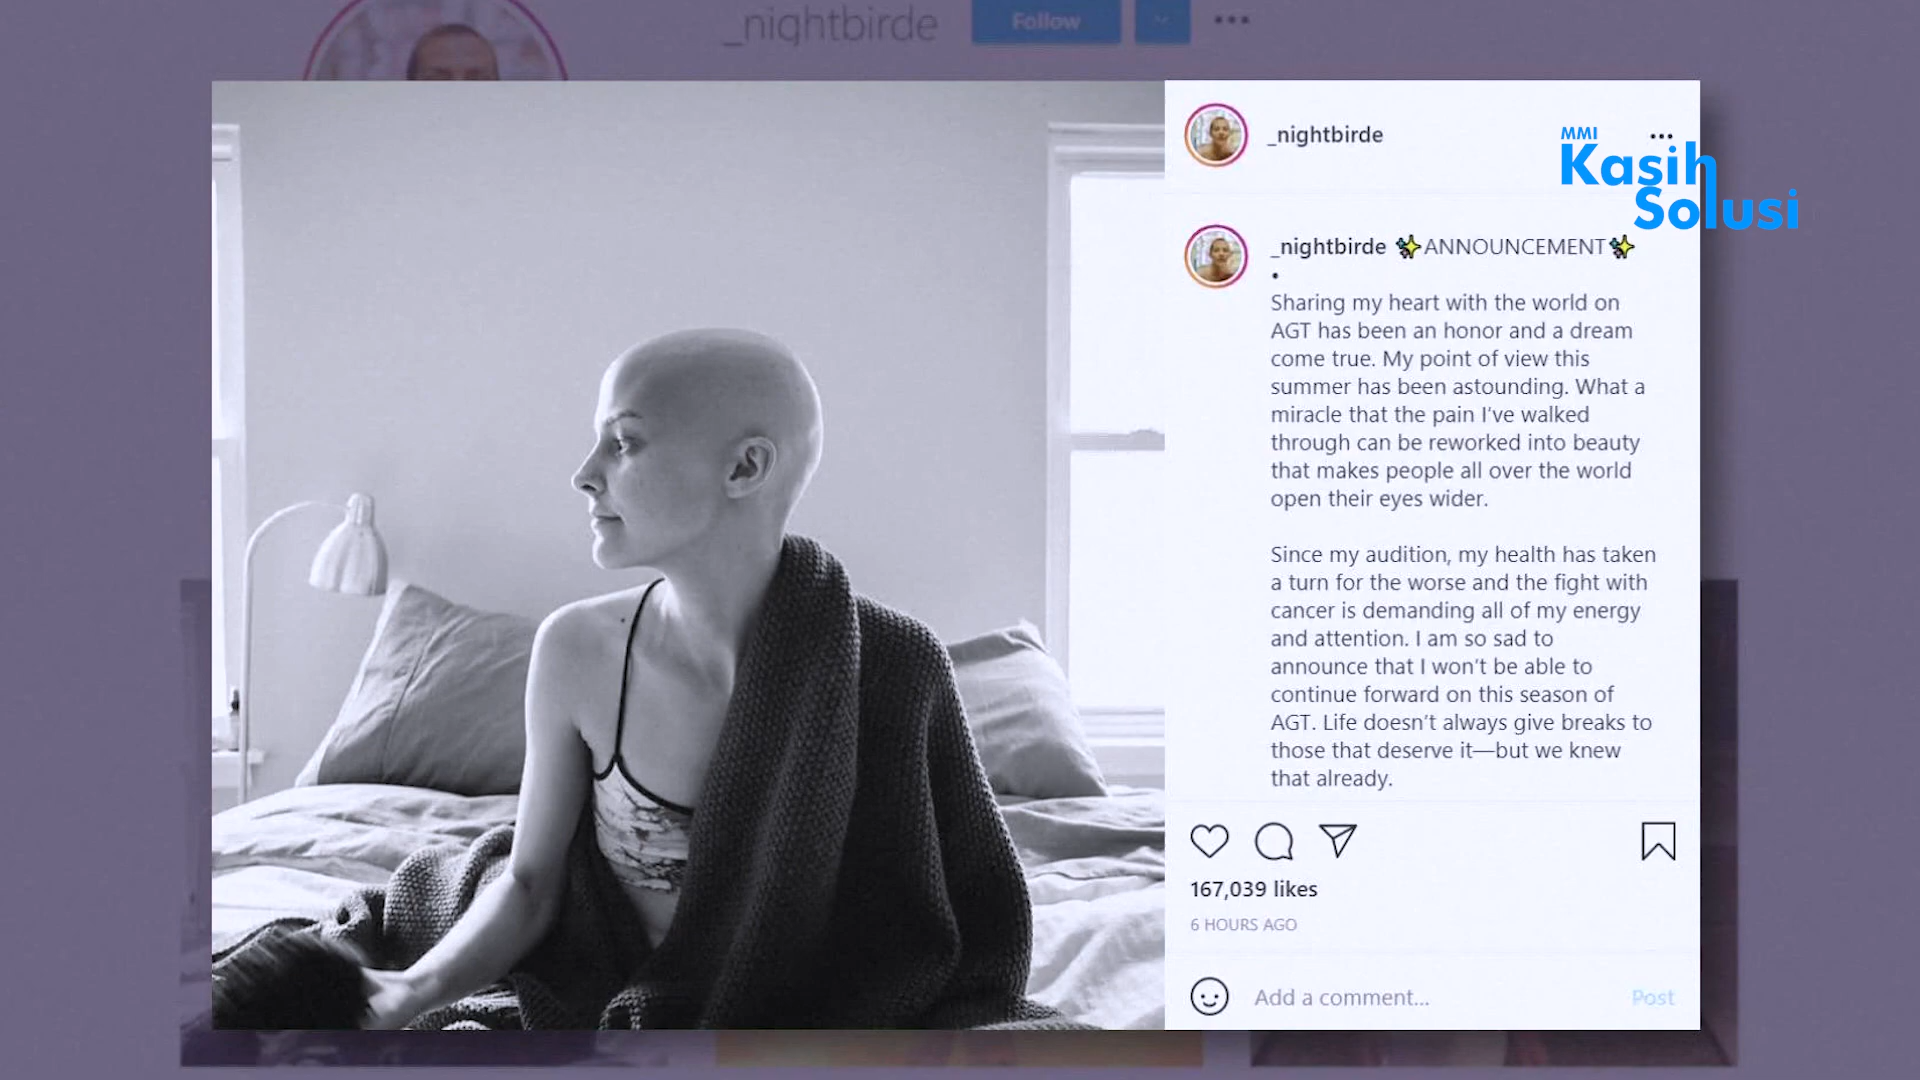 _nightbirde
Follow
MMI
Kasih
Solusi
_nightbirde
_nightbirde ✨ANNOUNCEMENT✨
•
Sharing my heart with the world on
AGT has been an honor and a dream
come true. My point of view this
summer has been astounding. What a
miracle that the pain I've walked
through can be reworked into beauty
that makes people all over the world
open their eyes wider.
Since my audition, my health has taken
a turn for the worse and the fight with
cancer is demanding all of my energy
and attention. I am so sad to
announce that I won't be able to
continue forward on this season of
AGT. Life doesn't always give breaks to
those that deserve it—but we knew
that already.
167,039 likes
6 HOURS AGO
Add a comment...
Post